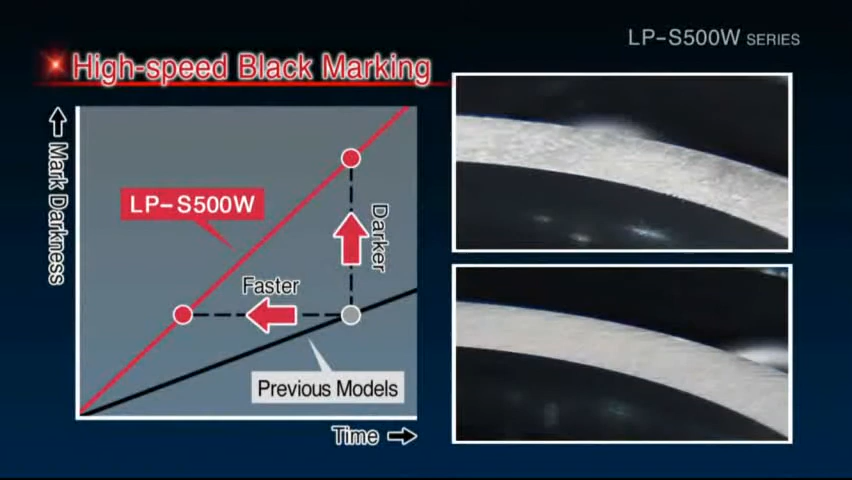 LP-S500W SERIES
High-speed Black Marking
Mark Darkness
LP-S500W
Darker
Faster
Previous Models
Time